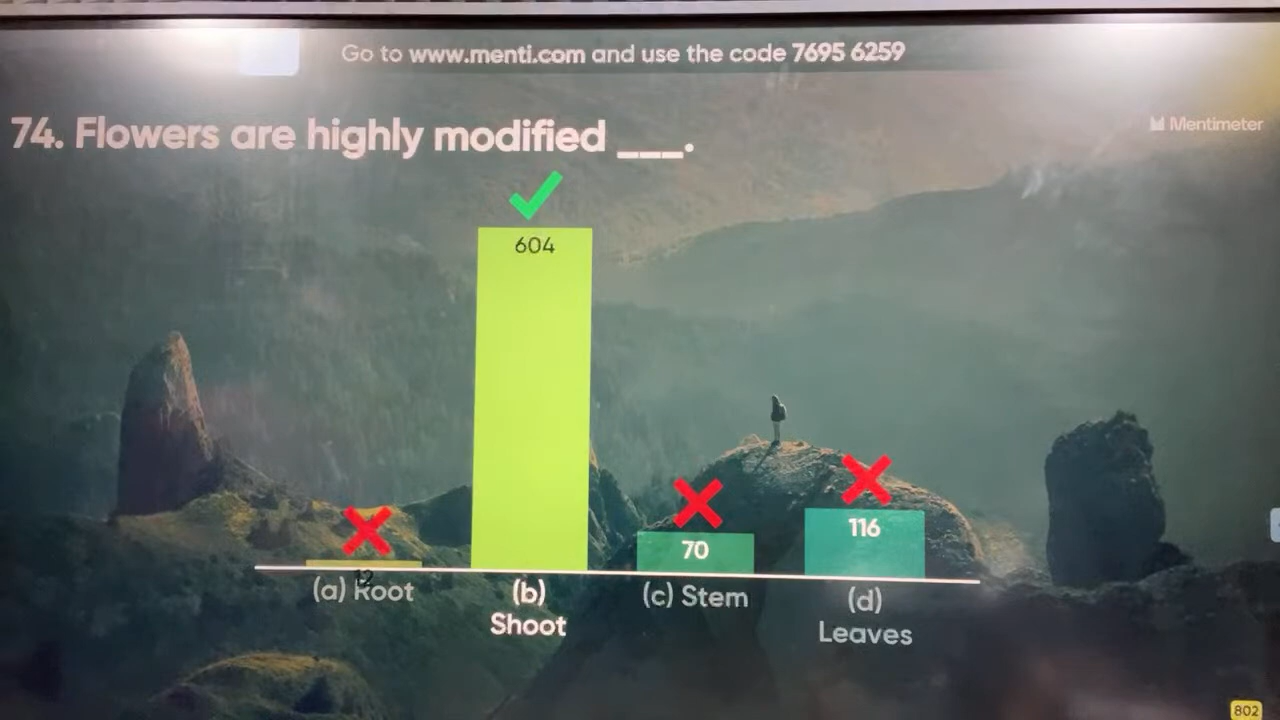 Go to www.menti.com and use the code 7695 6259
74. Flowers are highly modified ___.
Mentimeter
604
12
70
116
(a) Root
(b)
Shoot
(c) Stem
(d)
Leaves
802